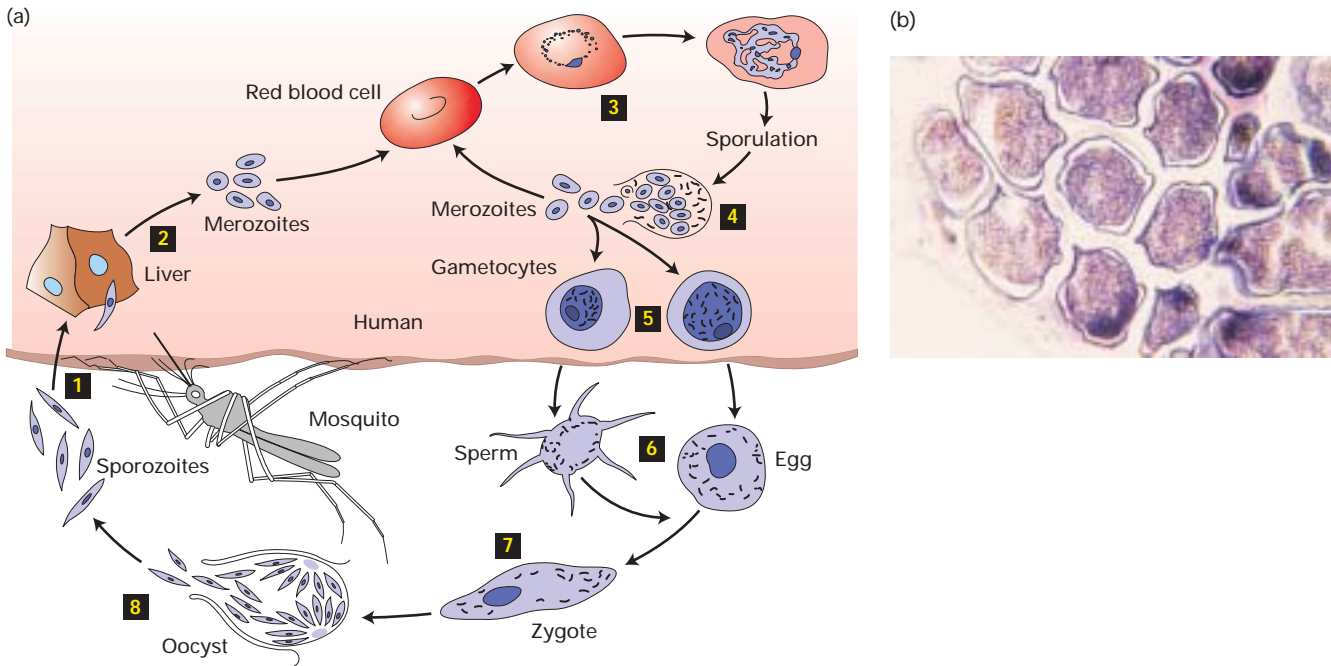 (a)
(b)
Red blood cell
3
Sporulation
Merozoites
4
Merozoites
2
Liver
Gametocytes
5
Human
1
Mosquito
Sporozoites
Sperm
6
Egg
7
8
Zygote
Oocyst